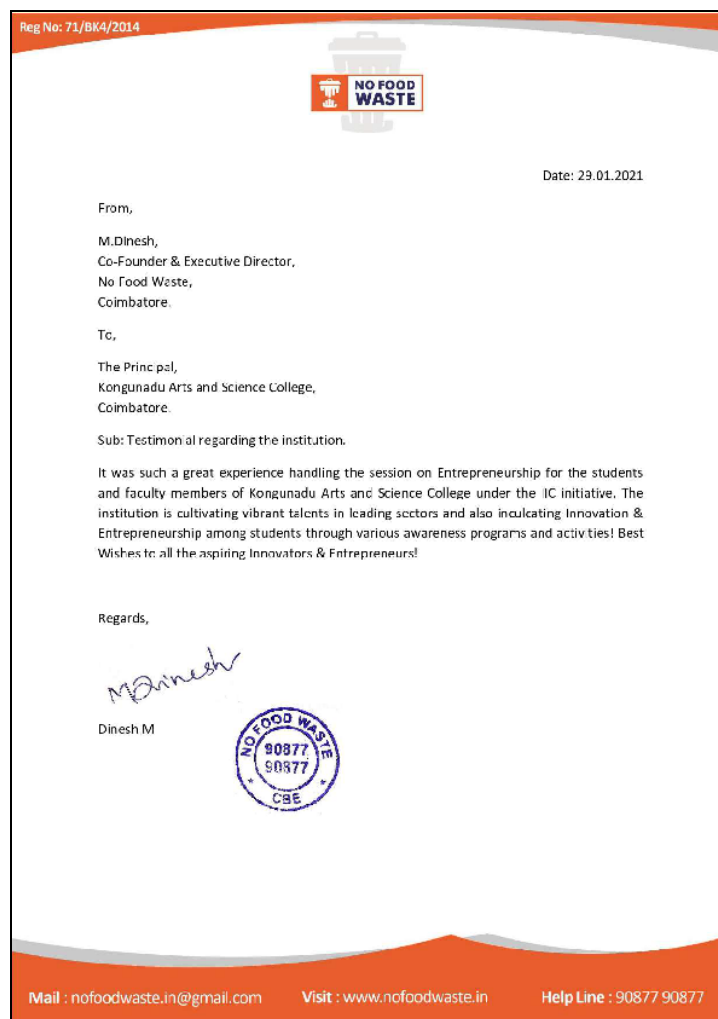 Reg No: 71/BK4/2014
NO FOOD
WASTE
Date: 29.01.2021
From,
M.Dinesh,
Co-Founder & Executive Director,
No Food Waste,
Coimbatore.
To,
The Principal,
Kongunadu Arts and Science College,
Coimbatore.
Sub: Testimonial regarding the institution.
It was such a great experience handling the session on Entrepreneurship for the students
and faculty members of Kongunadu Arts and Science College under the IIC initiative. The
institution is cultivating vibrant talents in leading sectors and also inculcating Innovation &
Entrepreneurship among students through various awareness programs and activities! Best
Wishes to all the aspiring Innovators & Entrepreneurs!
Regards,
MDinesh
Dinesh M
NO FOOD WASTE
90877
90877
* CBE *
Mail : nofoodwaste.in@gmail.com Visit : www.nofoodwaste.in Help Line : 90877 90877